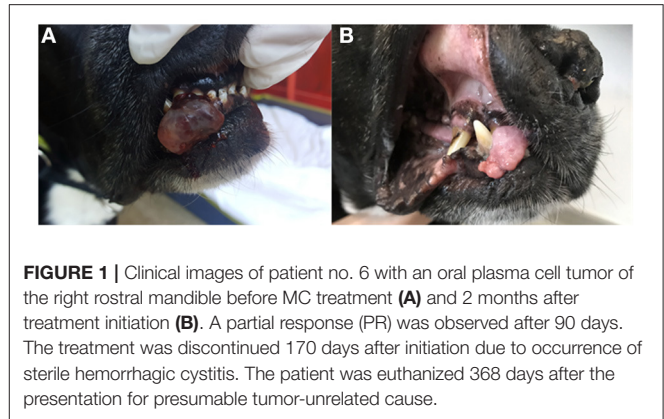 A
B
FIGURE 1 | Clinical images of patient no. 6 with an oral plasma cell tumor of
the right rostral mandible before MC treatment (A) and 2 months after
treatment initiation (B). A partial response (PR) was observed after 90 days.
The treatment was discontinued 170 days after initiation due to occurrence of
sterile hemorrhagic cystitis. The patient was euthanized 368 days after the
presentation for presumable tumor-unrelated cause.